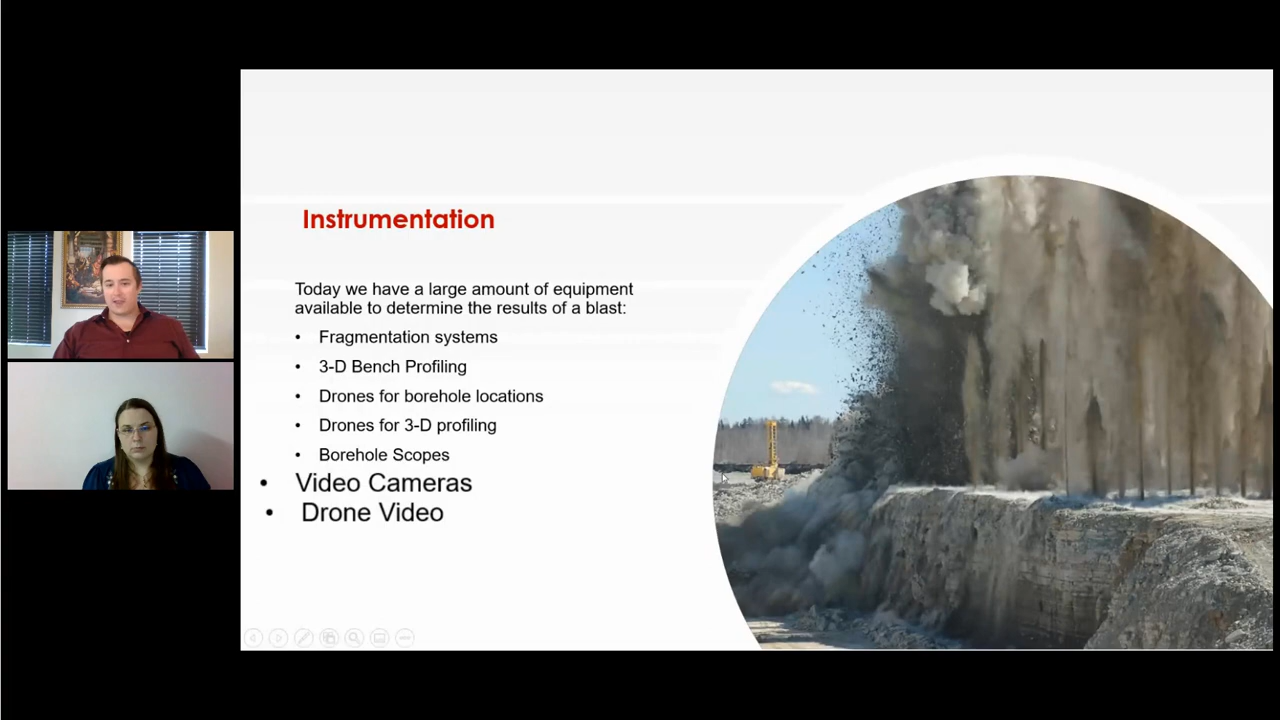 Instrumentation
Today we have a large amount of equipment
available to determine the results of a blast:
• Fragmentation systems
• 3-D Bench Profiling
• Drones for borehole locations
• Drones for 3-D profiling
• Borehole Scopes
• Video Cameras
• Drone Video